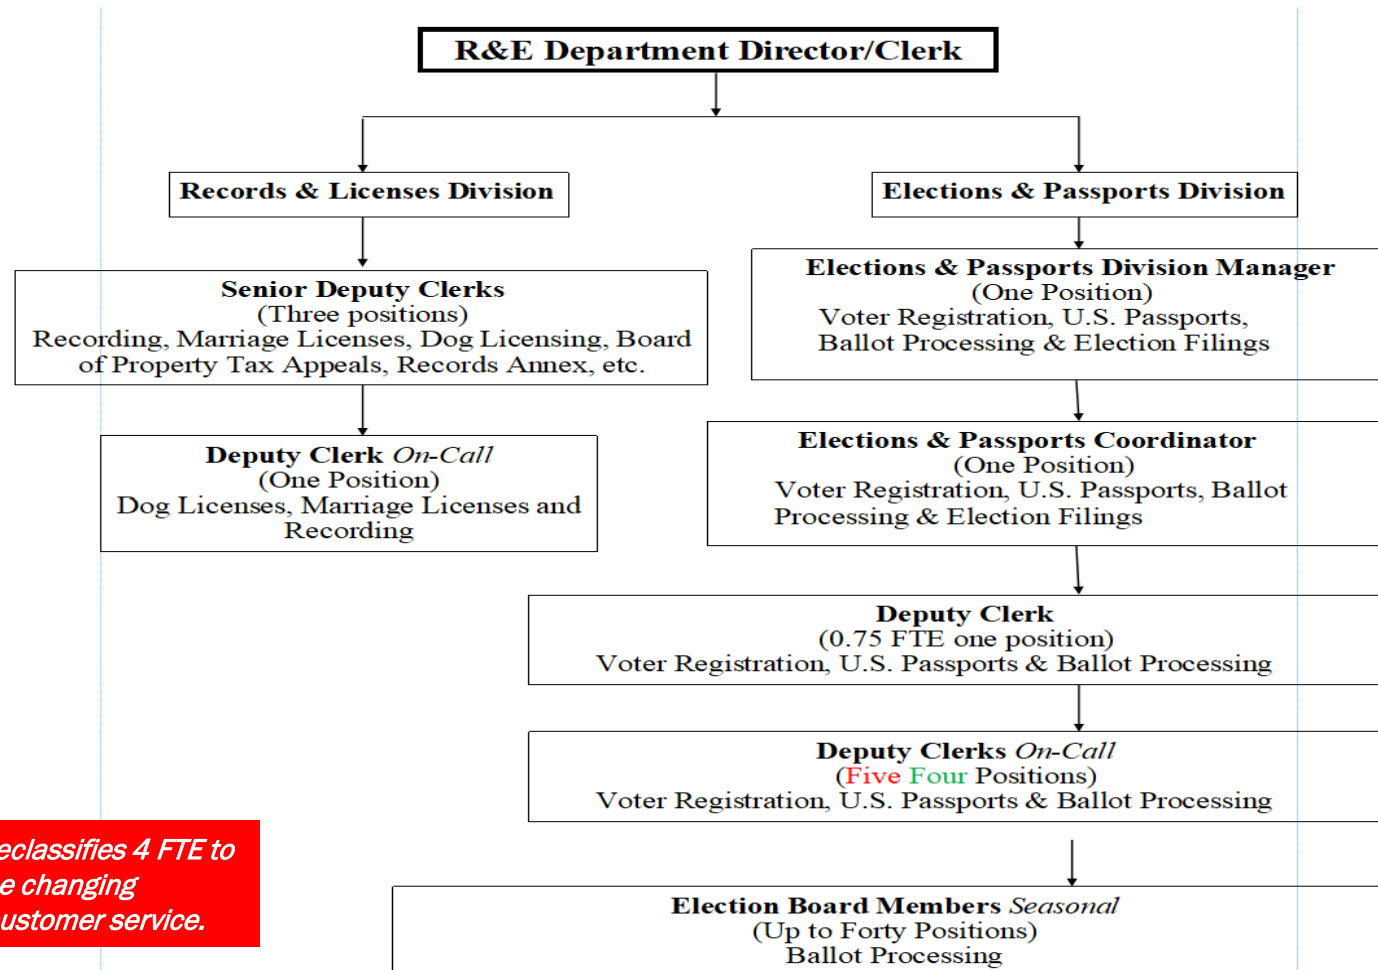 R&E Department Director/Clerk
Records & Licenses Division
Senior Deputy Clerks
(Three positions)
Recording, Marriage Licenses, Dog Licensing, Board
of Property Tax Appeals, Records Annex, etc.
Deputy Clerk On-Call
(One Position)
Dog Licenses, Marriage Licenses and
Recording
Elections & Passports Division
Elections & Passports Division Manager
(One Position)
Voter Registration, U.S. Passports,
Ballot Processing & Election Filings
Elections & Passports Coordinator
(One Position)
Voter Registration, U.S. Passports, Ballot
Processing & Election Filings
Deputy Clerk
(0.75 FTE one position)
Voter Registration, U.S. Passports & Ballot Processing
Deputy Clerks On-Call
(Five Four Positions)
Voter Registration, U.S. Passports & Ballot Processing
Election Board Members Seasonal
(Up to Forty Positions)
Ballot Processing
eclassifies 4 FTE to
e changing
ustomer service.